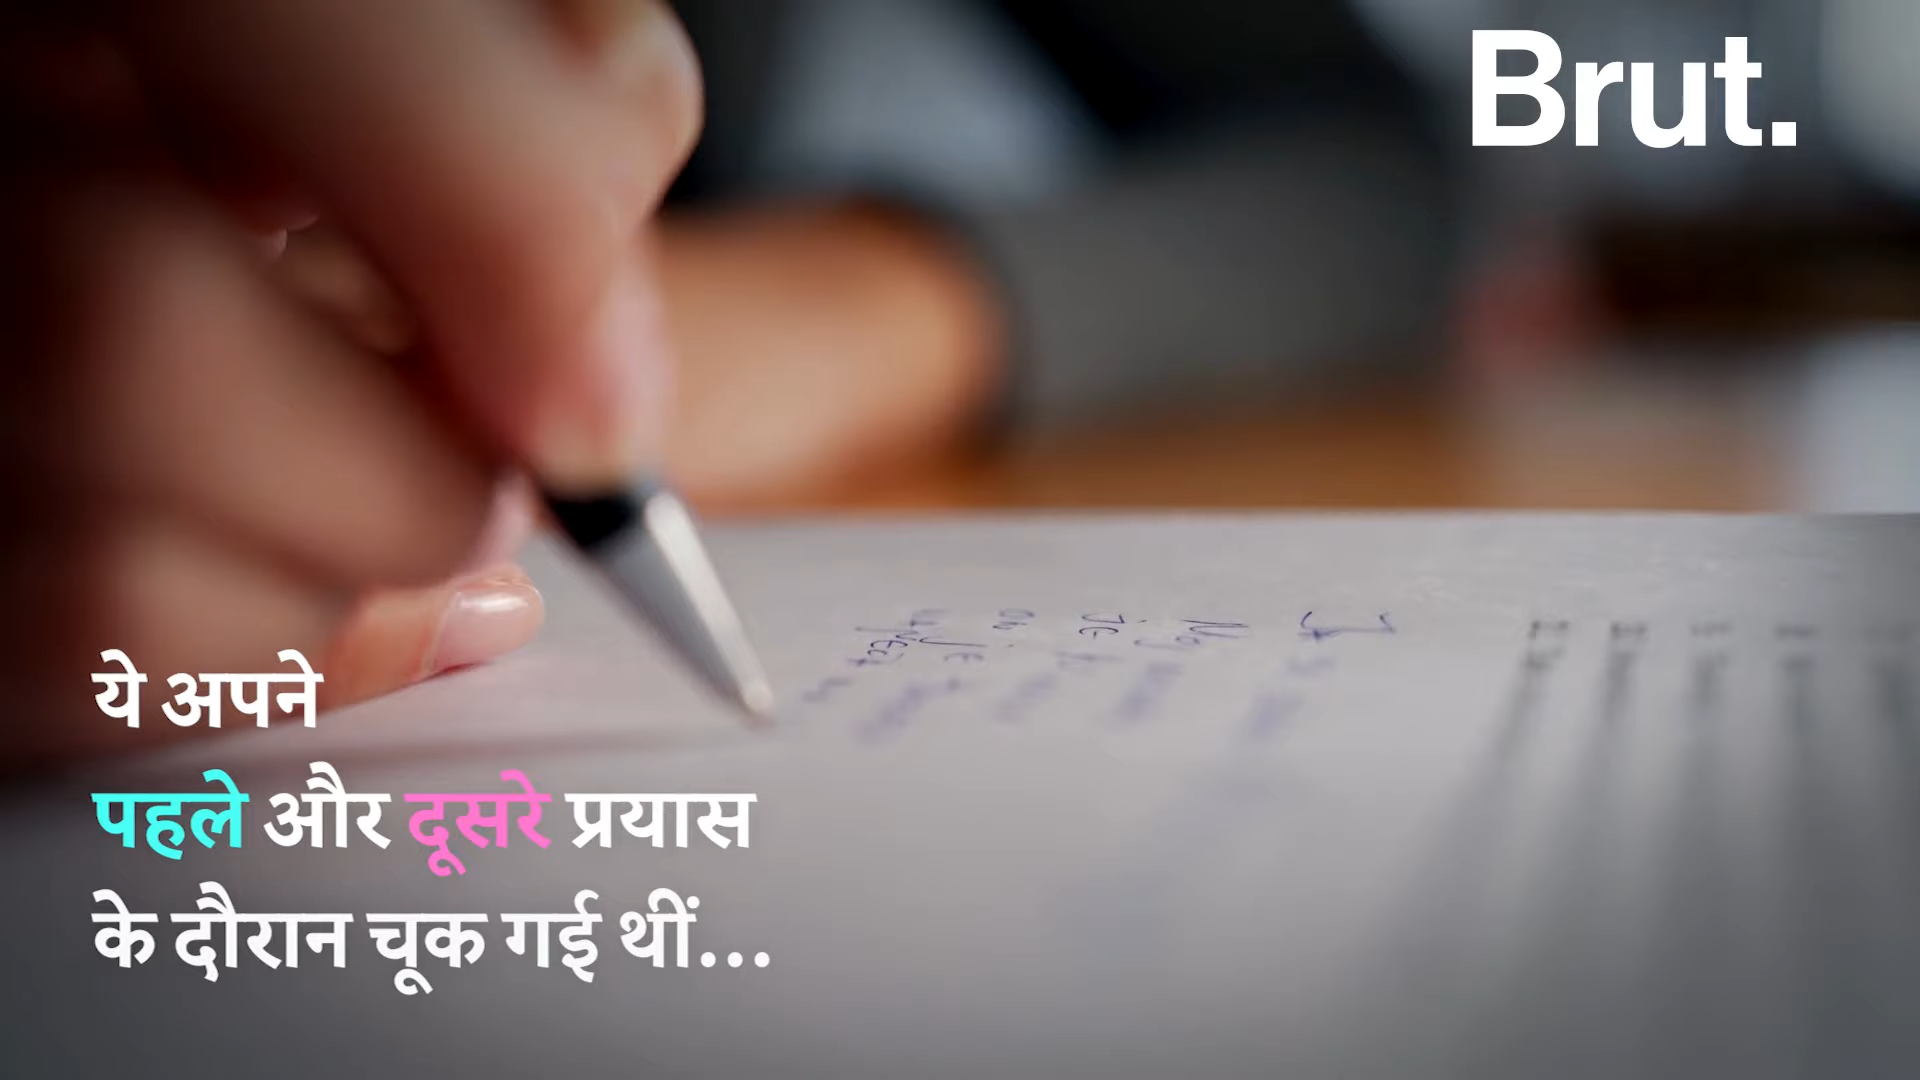 Brut.
ये अपने
पहले और दूसरे प्रयास
के दौरान चूक गई थीं...